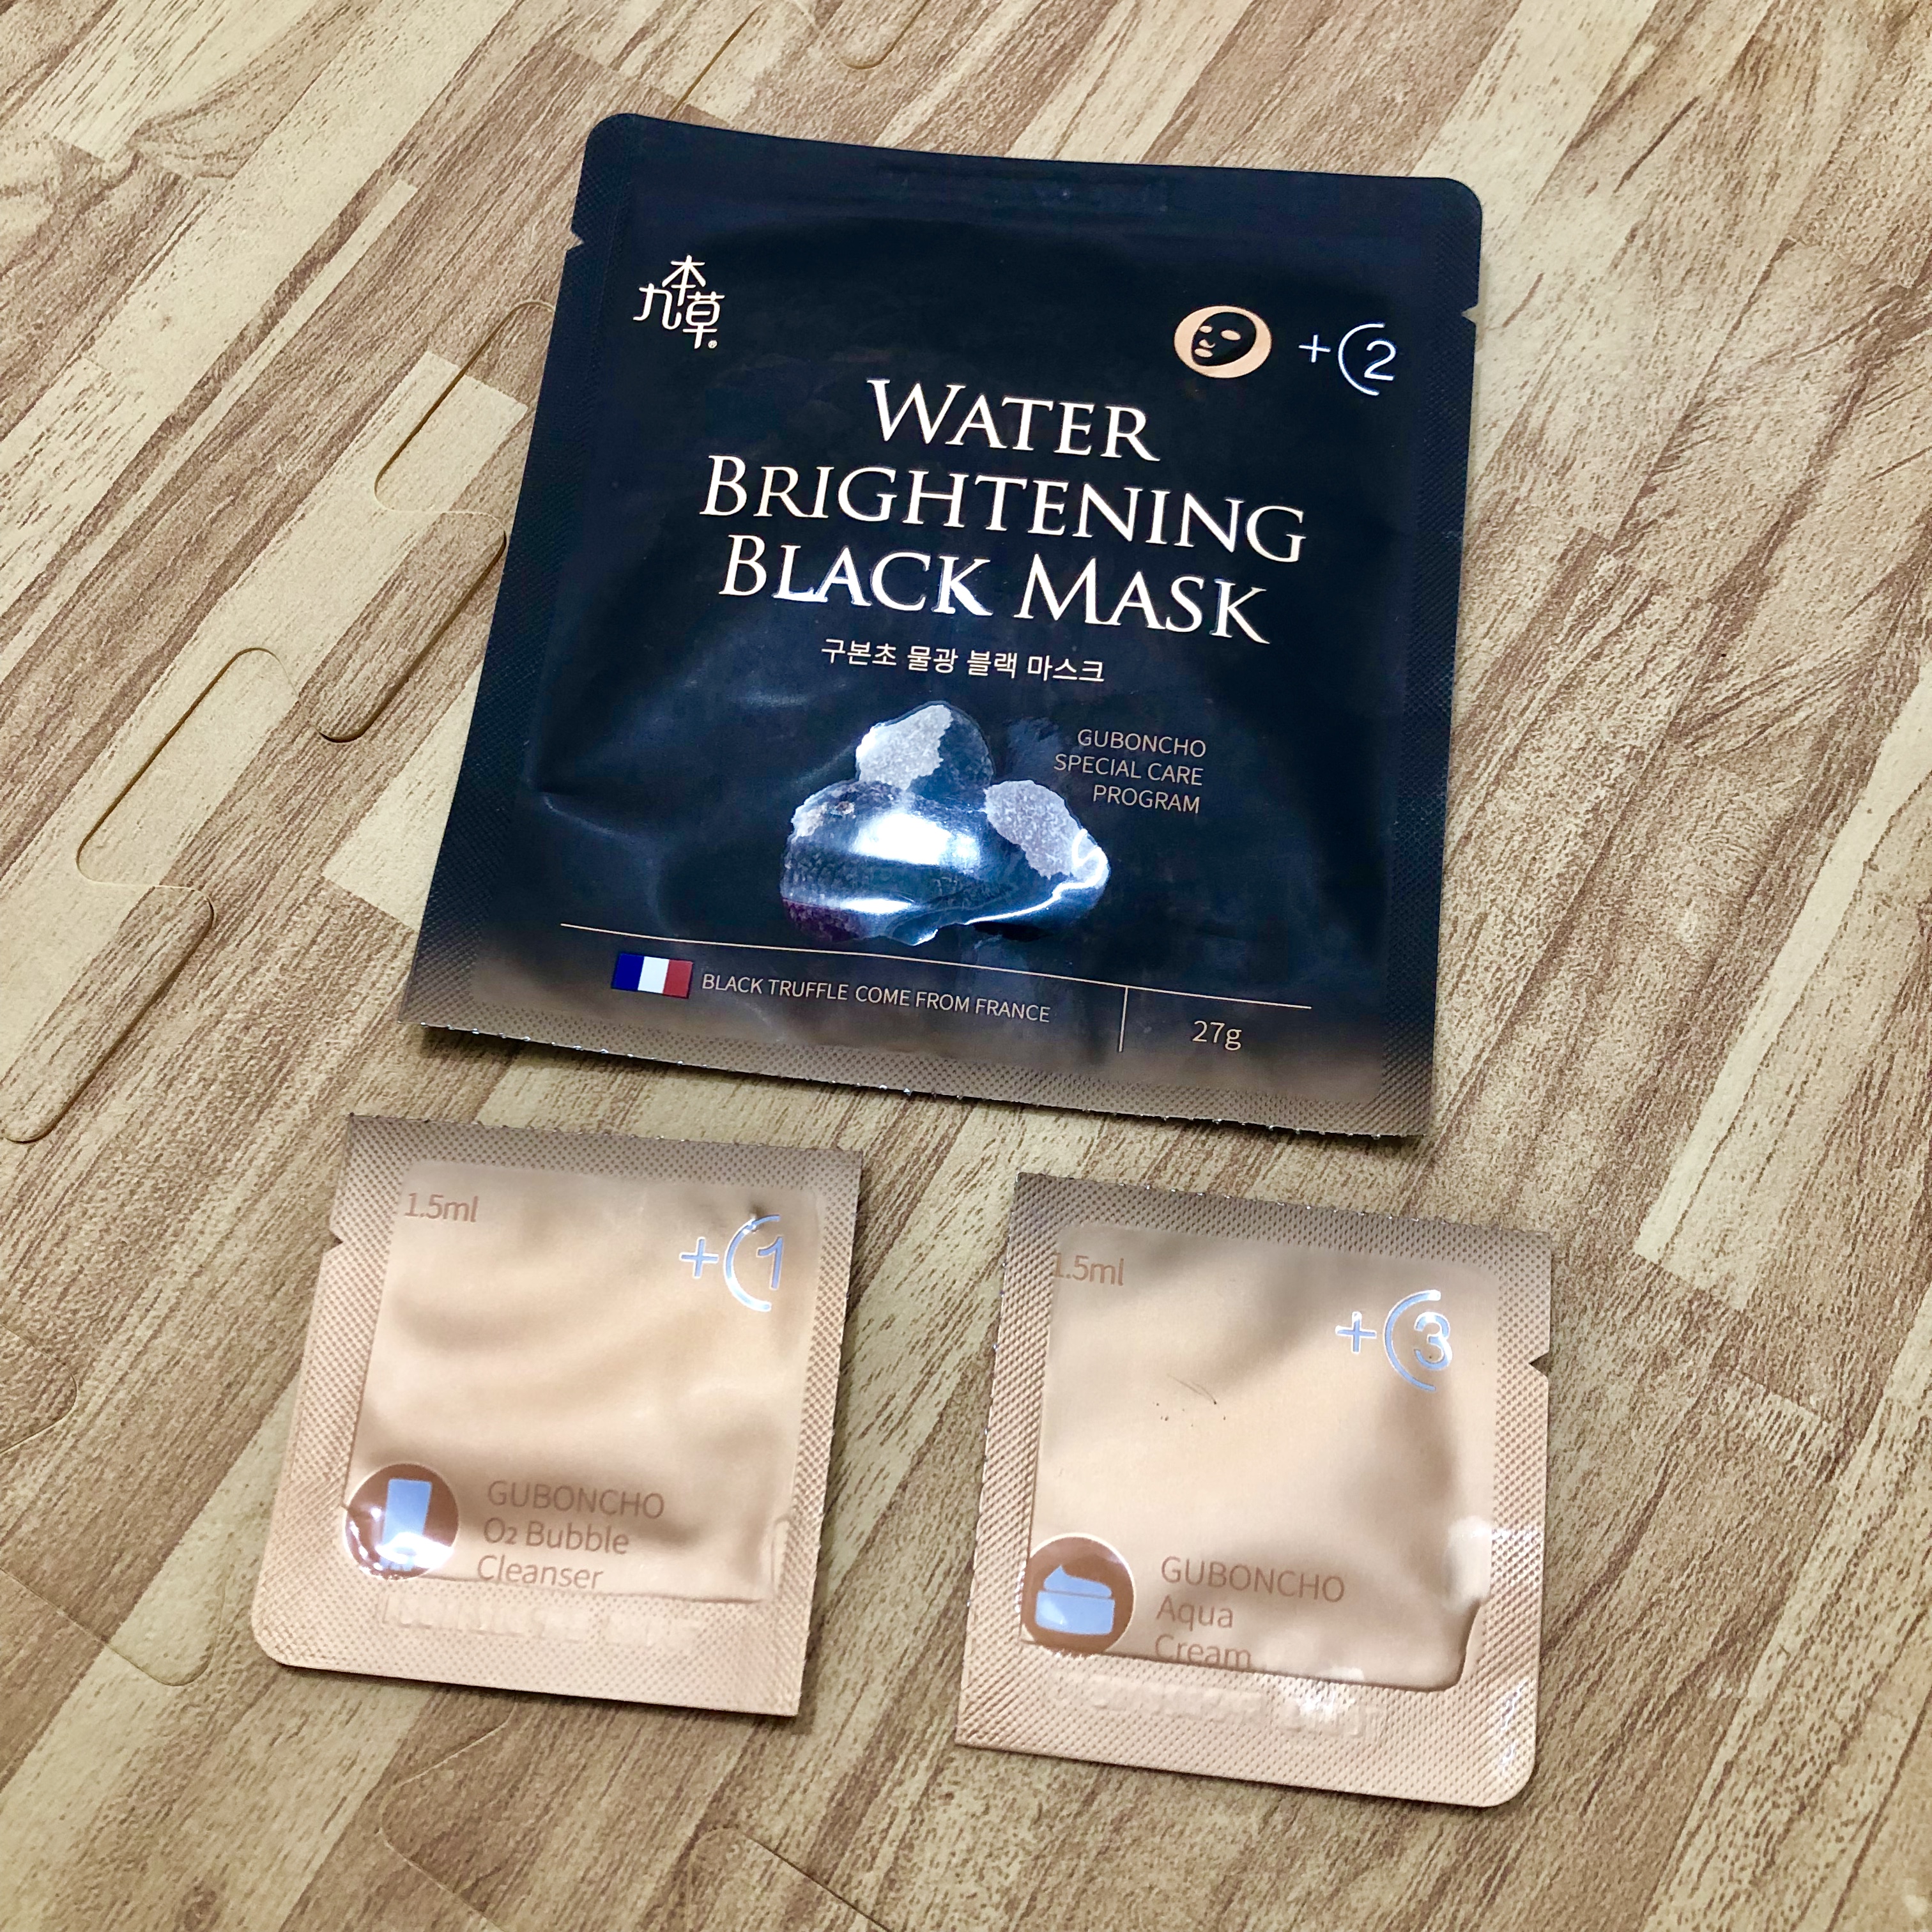 九本草
+2
WATER
BRIGHTENING
BLACK MASK
구본초 물광 블랙 마스크
GUBONCHO
SPECIAL CARE
PROGRAM
BLACK TRUFFLE COME FROM FRANCE
27g
1.5ml
+1
GUBONCHO
O2 Bubble
Cleanser
1.5ml
+3
GUBONCHO
Aqua
Cream